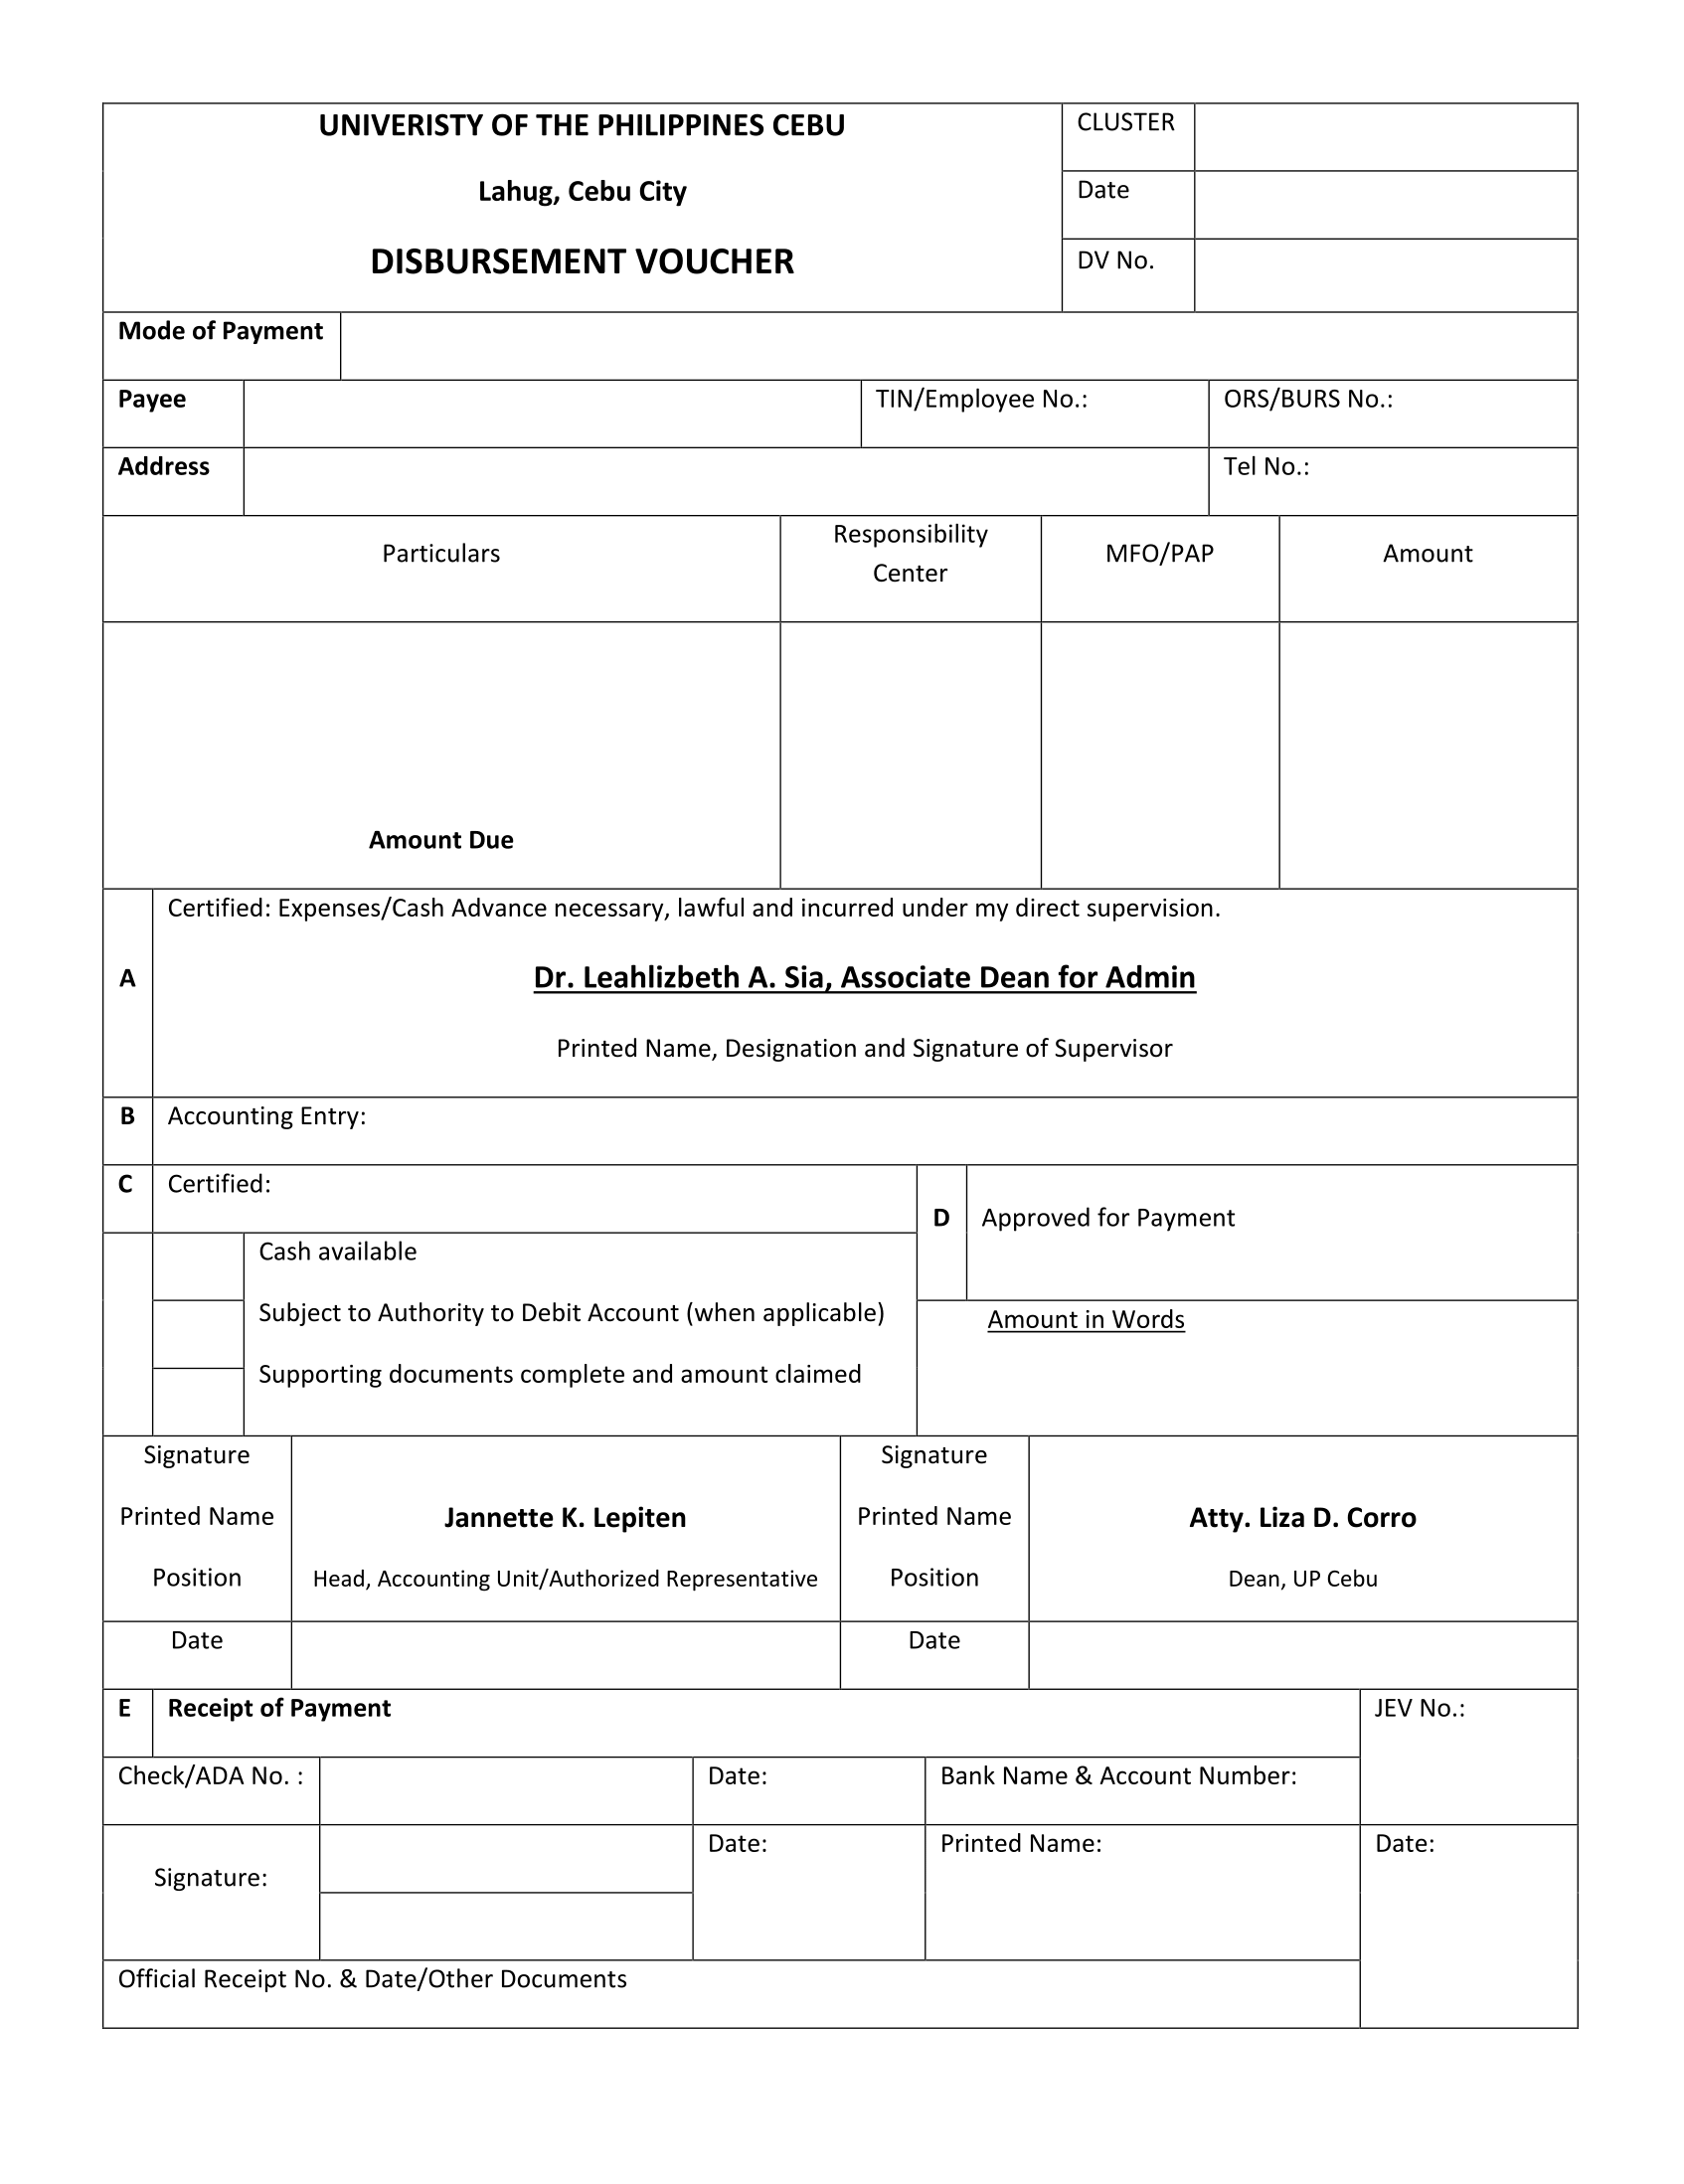 UNIVERISTY OF THE PHILIPPINES CEBU
Lahug, Cebu City
DISBURSEMENT VOUCHER
CLUSTER
Date
DV No.
Mode of Payment
Payee
TIN/Employee No.:
ORS/BURS No.:
Address
Tel No.:
Particulars
Responsibility
Center
MFO/PAP
Amount
Amount Due
A
Certified: Expenses/Cash Advance necessary, lawful and incurred under my direct supervision.
Dr. Leahlizbeth A. Sia, Associate Dean for Admin
Printed Name, Designation and Signature of Supervisor
B
Accounting Entry:
C
Certified:
D
Approved for Payment
Cash available
Subject to Authority to Debit Account (when applicable)
Supporting documents complete and amount claimed
Amount in Words
Signature
Printed Name
Position
Jannette K. Lepiten
Head, Accounting Unit/Authorized Representative
Signature
Printed Name
Position
Atty. Liza D. Corro
Dean, UP Cebu
Date
Date
E
Receipt of Payment
JEV No.:
Check/ADA No. :
Date:
Bank Name & Account Number:
Signature:
Date:
Printed Name:
Date:
Official Receipt No. & Date/Other Documents